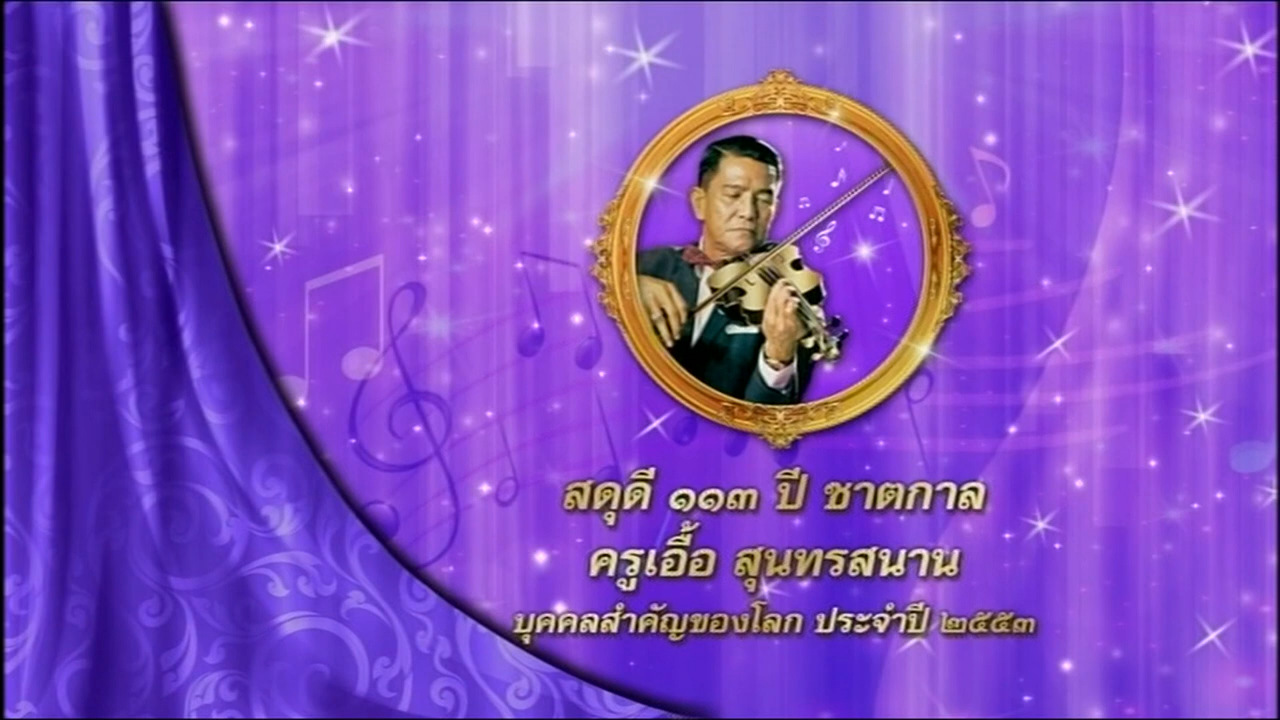 สดุดี ๑๑๓ ปี ชาตกาล
ครูเอื้อ สุนทรสนาน
บุคคลสำคัญของโลก ประจำปี ๒๕๕๓